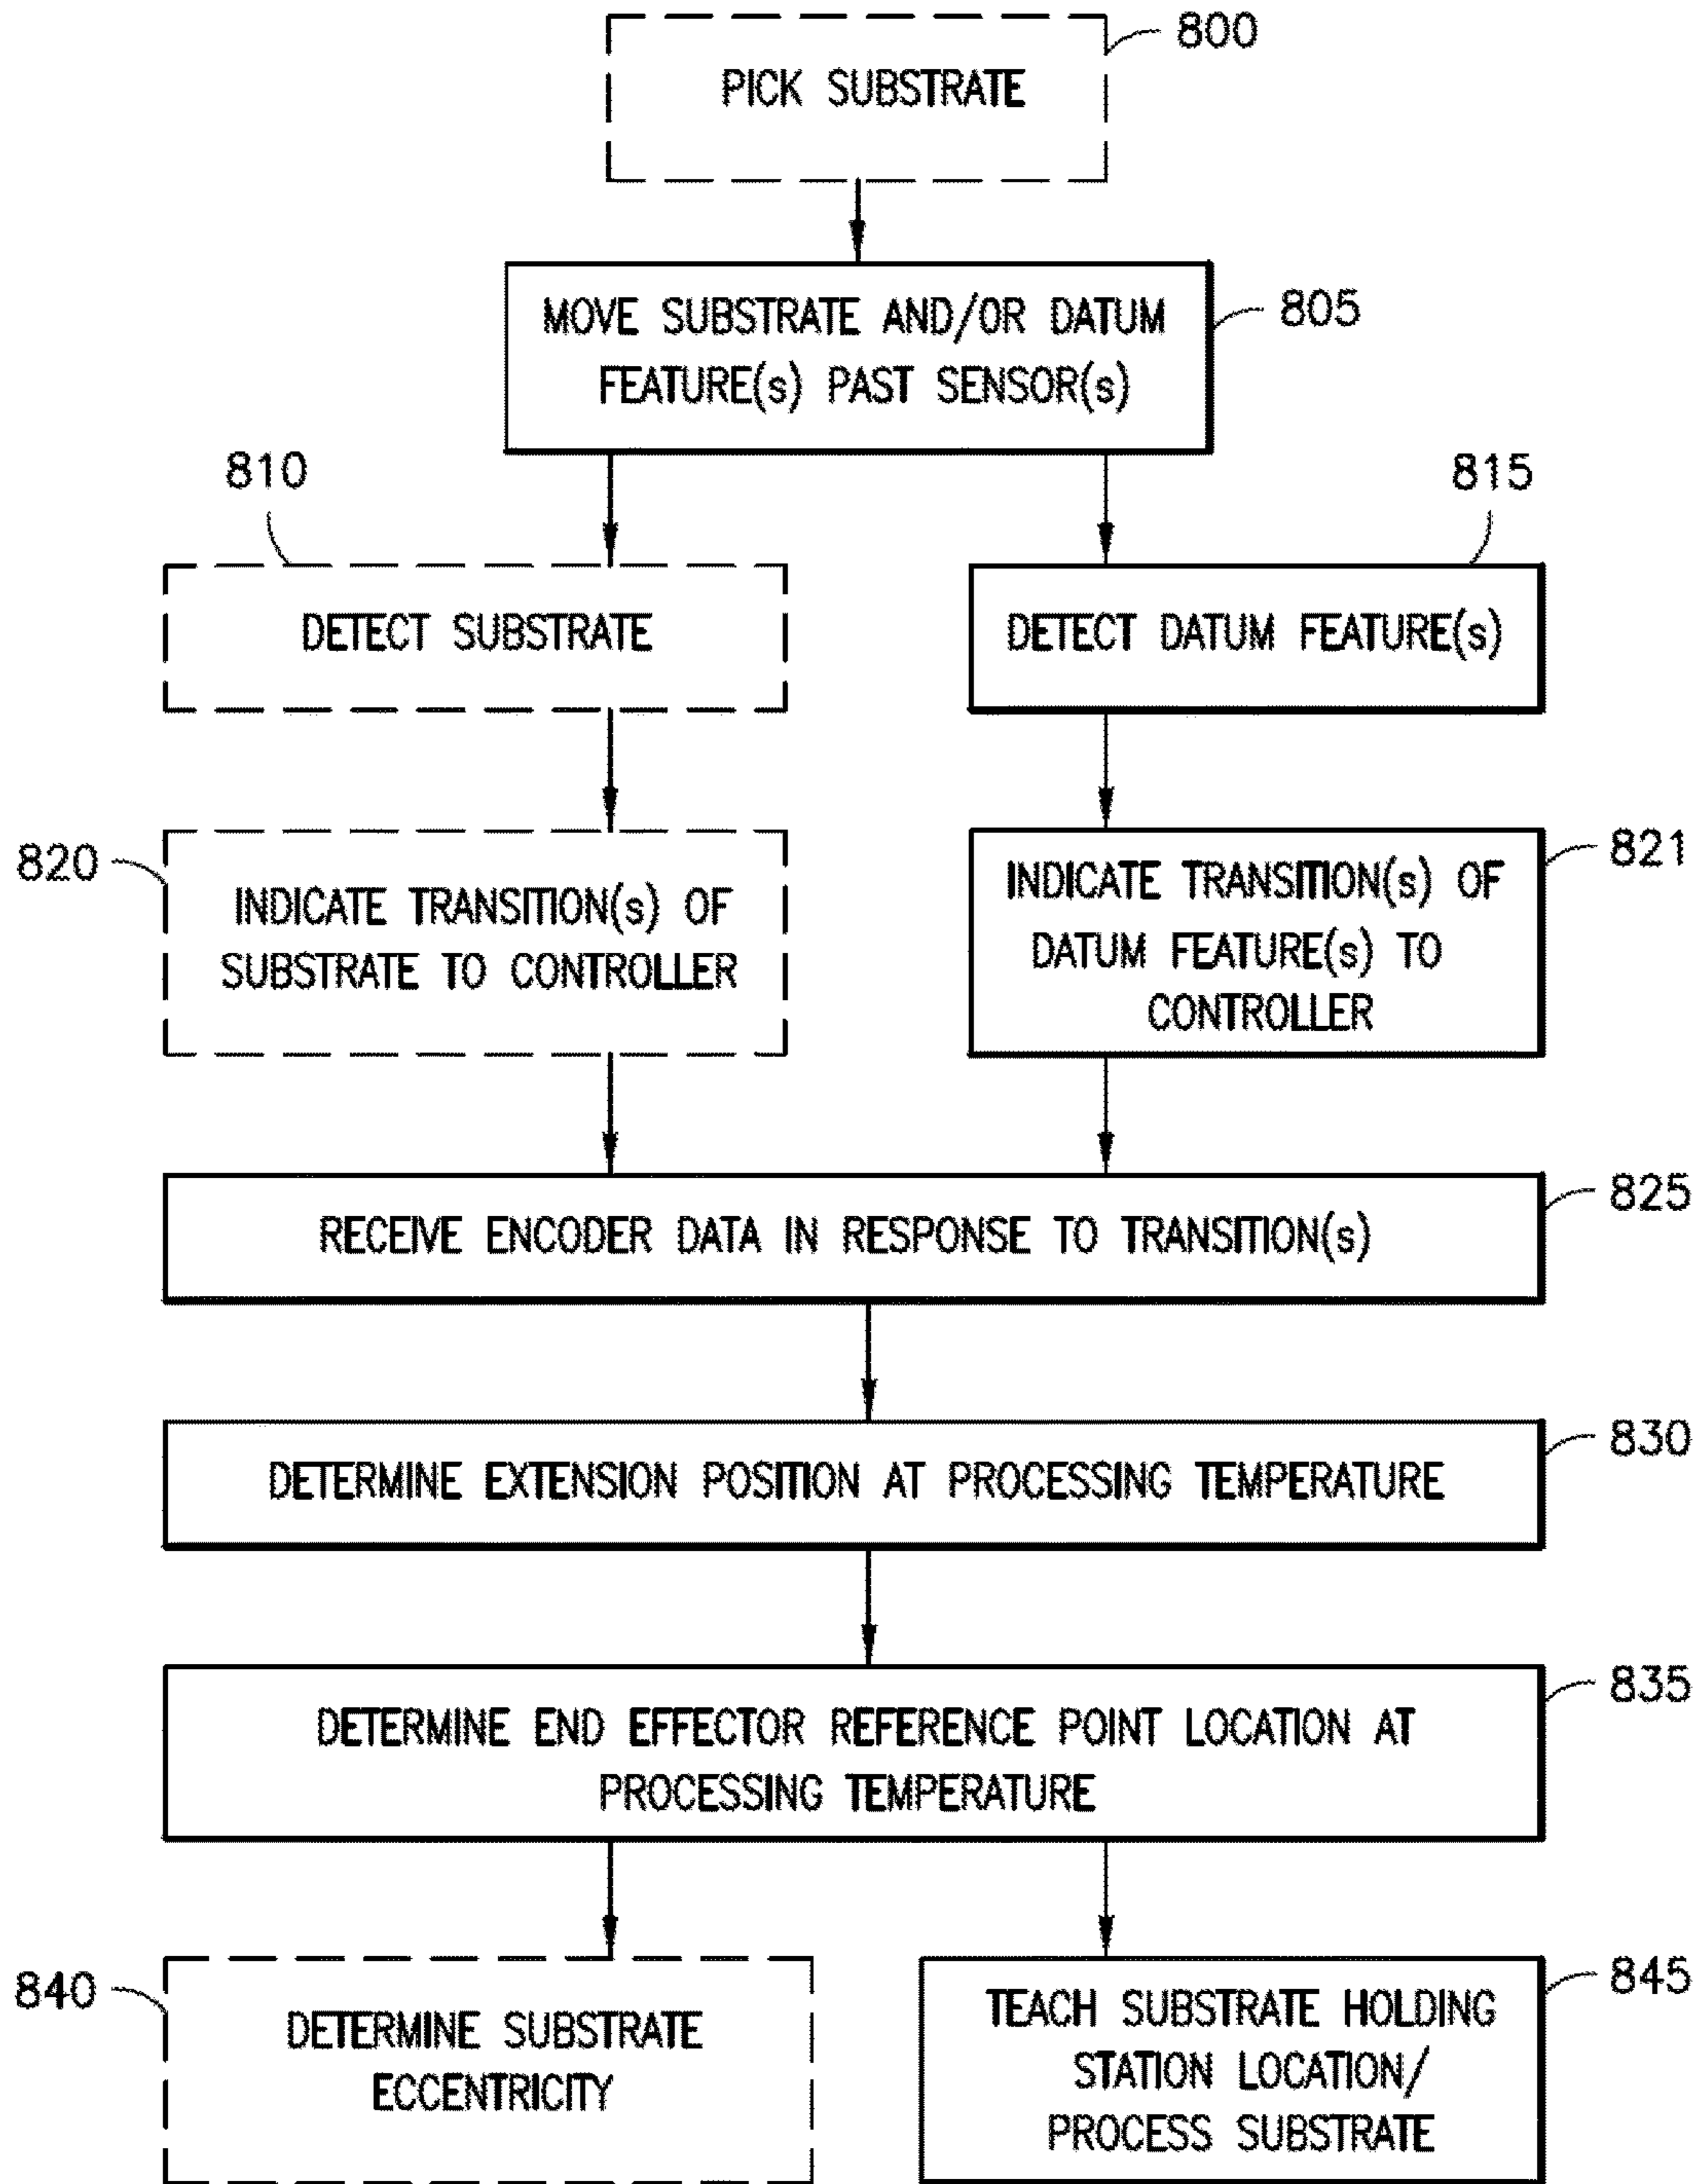 800
PICK SUBSTRATE
805
MOVE SUBSTRATE AND/OR DATUM
FEATURE(s) PAST SENSOR(s)
810
815
DETECT SUBSTRATE
DETECT DATUM FEATURE(s)
820
INDICATE TRANSITION(s) OF
SUBSTRATE TO CONTROLLER
821
INDICATE TRANSITION(s) OF
DATUM FEATURE(s) TO
CONTROLLER
825
RECEIVE ENCODER DATA IN RESPONSE TO TRANSITION(s)
830
DETERMINE EXTENSION POSITION AT PROCESSING TEMPERATURE
835
DETERMINE END EFFECTOR REFERENCE POINT LOCATION AT
PROCESSING TEMPERATURE
840
DETERMINE SUBSTRATE
ECCENTRICITY
845
TEACH SUBSTRATE HOLDING
STATION LOCATION/
PROCESS SUBSTRATE